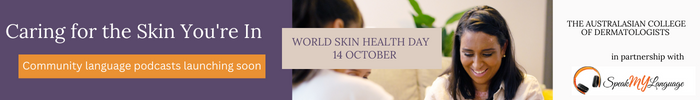 Caring for the Skin You're In
Community language podcasts launching soon
WORLD SKIN HEALTH DAY
14 OCTOBER
THE AUSTRALASIAN COLLEGE
OF DERMATOLOGISTS
in partnership with
SpeakMYLanguage